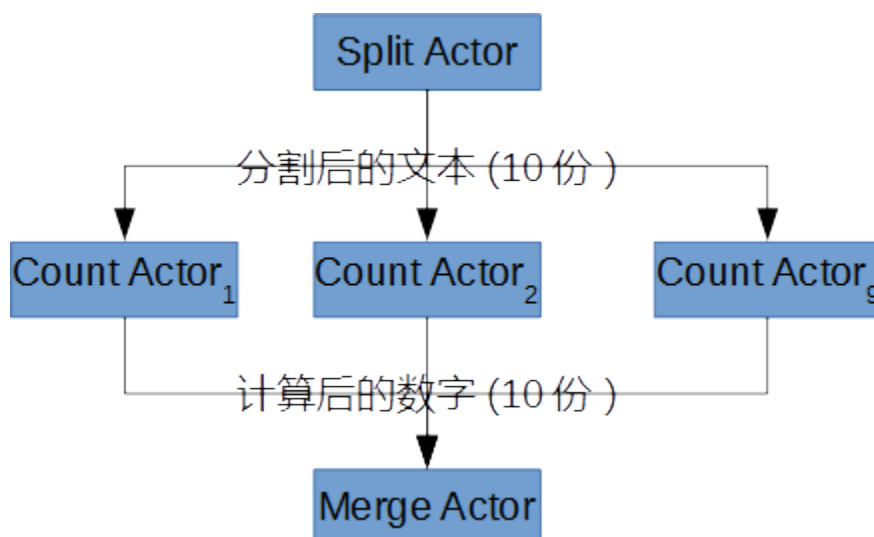 Split Actor
分割后的文本 (10 份 )
Count Actor1
Count Actor2
Count Actor9
计算后的数字 (10 份 )
Merge Actor